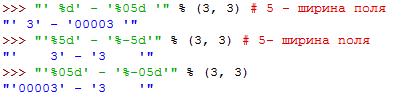 >>> "' %d' - '%05d '" % (3, 3) # 5 - ширина поля
"' 3' - '00003 '"
>>> "'%5d' - '%-5d'" % (3, 3) # 5- ширина поля
"'    3' - '3    '"
>>> "'%05d' - '%-05d'" % (3, 3)
"'00003' - '3    '"